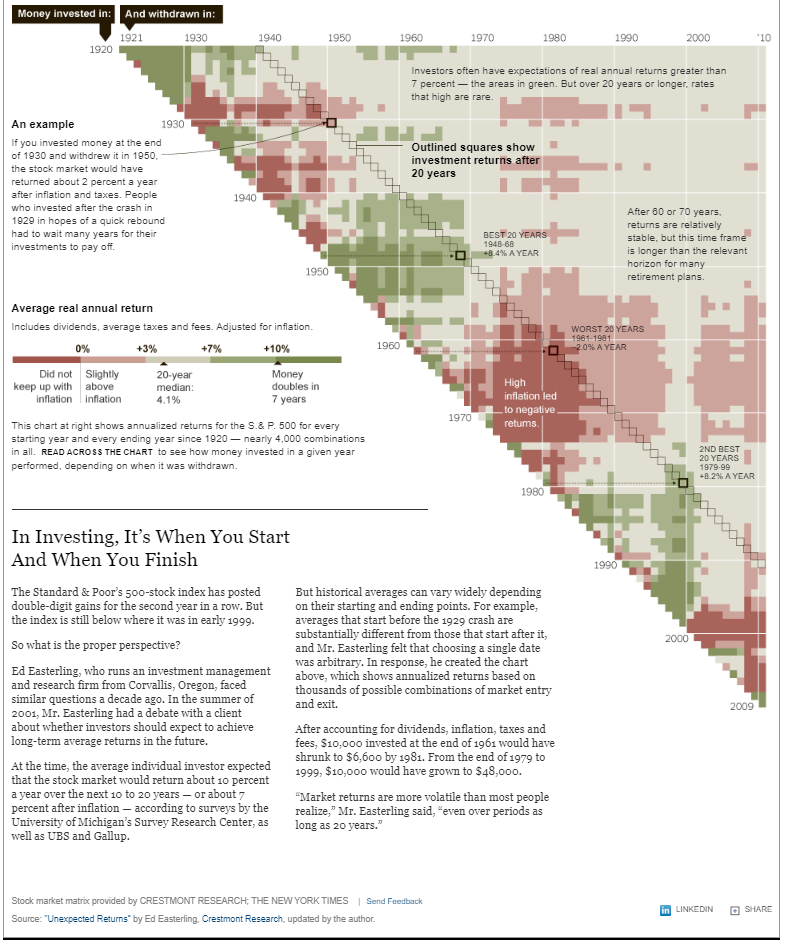 Money invested in:
And withdrawn in:
1921 1930 1940 1950 1960 1970 1980 1990 2000 '10
1920
Investors often have expectations of real annual returns greater than
7 percent — the areas in green. But over 20 years or longer, rates
that high are rare.
An example
If you invested money at the end
of 1930 and withdrew it in 1950,
the stock market would have
returned about 2 percent a year
after inflation and taxes. People
who invested after the crash in
1929 in hopes of a quick rebound
had to wait many years for their
investments to pay off.
1930
Outlined squares show
investment returns after
20 years
1940
After 60 or 70 years,
returns are relatively
stable, but this time frame
is longer than the relevant
horizon for many
retirement plans.
BEST 20 YEARS
1948-68
+8.4% A YEAR
1950
Average real annual return
Includes dividends, average taxes and fees. Adjusted for inflation.
0% +3% +7% +10%
Did not
keep up with
inflation
Slightly
above
inflation
20-year
median:
4.1%
Money
doubles in
7 years
WORST 20 YEARS
1961-1981
–2.0% A YEAR
1960
High
inflation led
to negative
returns.
1970
This chart at right shows annualized returns for the S.& P. 500 for every
starting year and every ending year since 1920 — nearly 4,000 combinations
in all. READ ACROSS THE CHART to see how money invested in a given year
performed, depending on when it was withdrawn.
2ND BEST
20 YEARS
1979-99
+8.2% A YEAR
1980
1990
2000
2009
In Investing, It's When You Start
And When You Finish
The Standard & Poor's 500-stock index has posted
double-digit gains for the second year in a row. But
the index is still below where it was in early 1999.
So what is the proper perspective?
Ed Easterling, who runs an investment management
and research firm from Corvallis, Oregon, faced
similar questions a decade ago. In the summer of
2001, Mr. Easterling had a debate with a client
about whether investors should expect to achieve
long-term average returns in the future.
At the time, the average individual investor expected
that the stock market would return about 10 percent
a year over the next 10 to 20 years — or about 7
percent after inflation — according to surveys by the
University of Michigan's Survey Research Center, as
well as UBS and Gallup.
But historical averages can vary widely depending
on their starting and ending points. For example,
averages that start before the 1929 crash are
substantially different from those that start after it,
and Mr. Easterling felt that choosing a single date
was arbitrary. In response, he created the chart
above, which shows annualized returns based on
thousands of possible combinations of market entry
and exit.
After accounting for dividends, inflation, taxes and
fees, $10,000 invested at the end of 1961 would have
shrunk to $6,600 by 1981. From the end of 1979 to
1999, $10,000 would have grown to $48,000.
“Market returns are more volatile than most people
realize,” Mr. Easterling said, “even over periods as
long as 20 years.”
Stock market matrix provided by CRESTMONT RESEARCH; THE NEW YORK TIMES | Send Feedback
Source: "Unexpected Returns" by Ed Easterling, Crestmont Research, updated by the author.
in LINKEDIN
SHARE